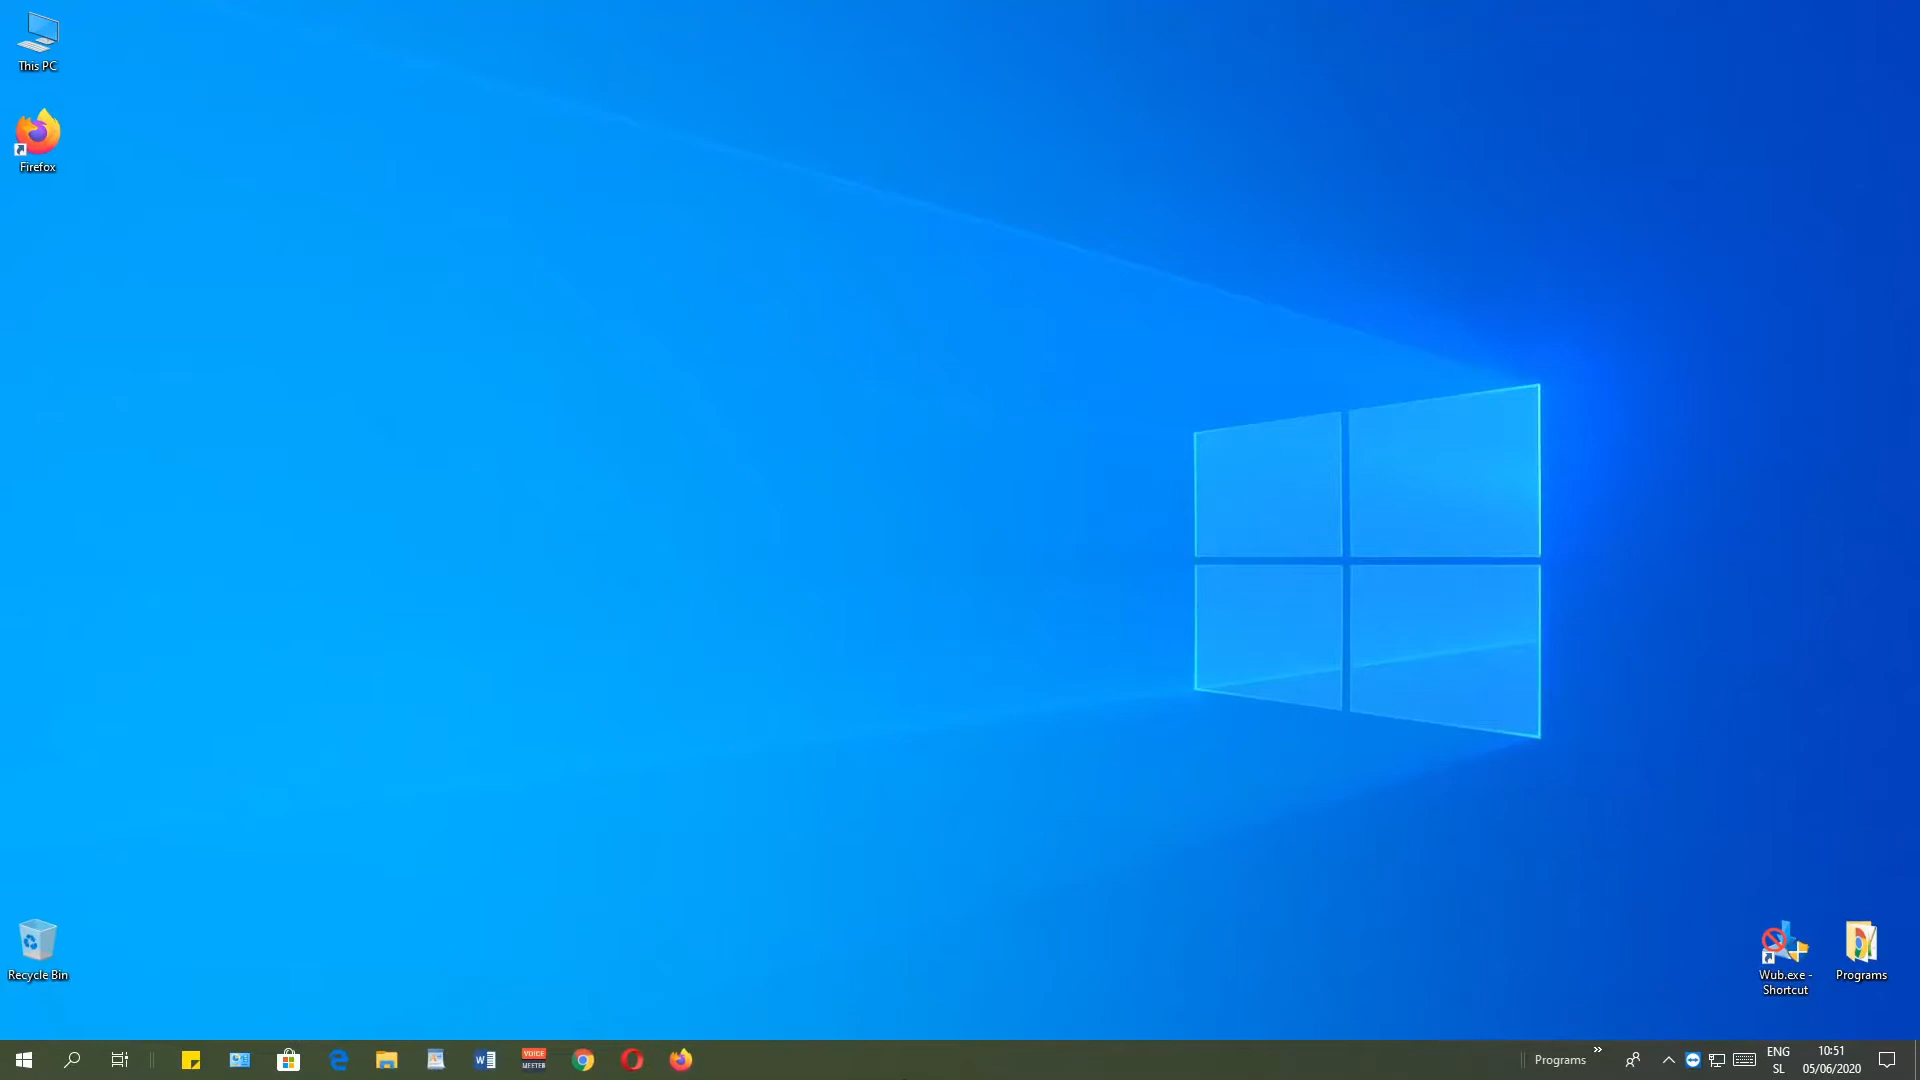 This PC
Firefox
Recycle Bin
Wub.exe -
Shortcut
Programs
VOICE
MEETER
Programs
ENG
SL
10:51
05/06/2020